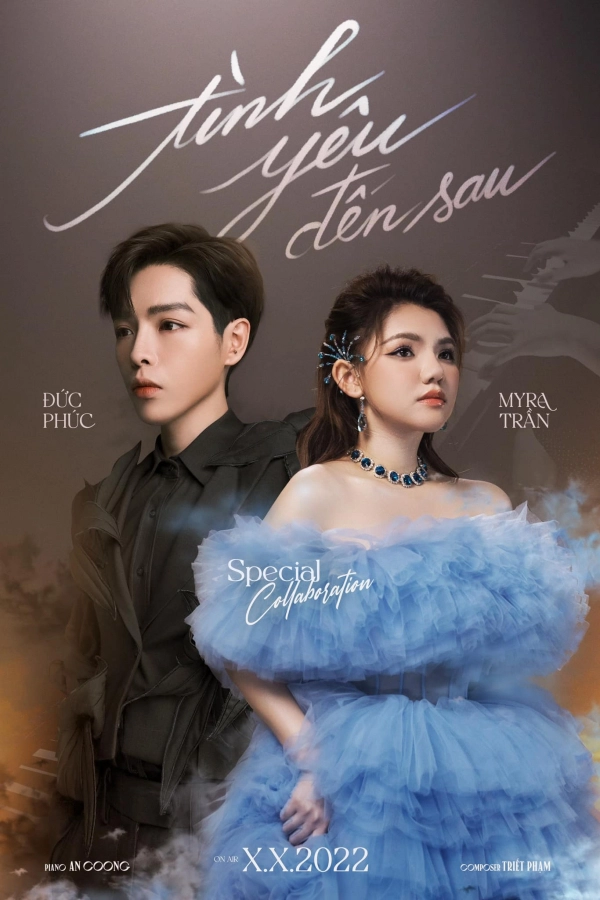 tình
yêu
đến sau
ĐỨC
PHÚC
MYRA
TRẦN
Special
Collaboration
PIANO AN COONG
ON AIR X.X.2022
COMPOSER TRIẾT PHẠM